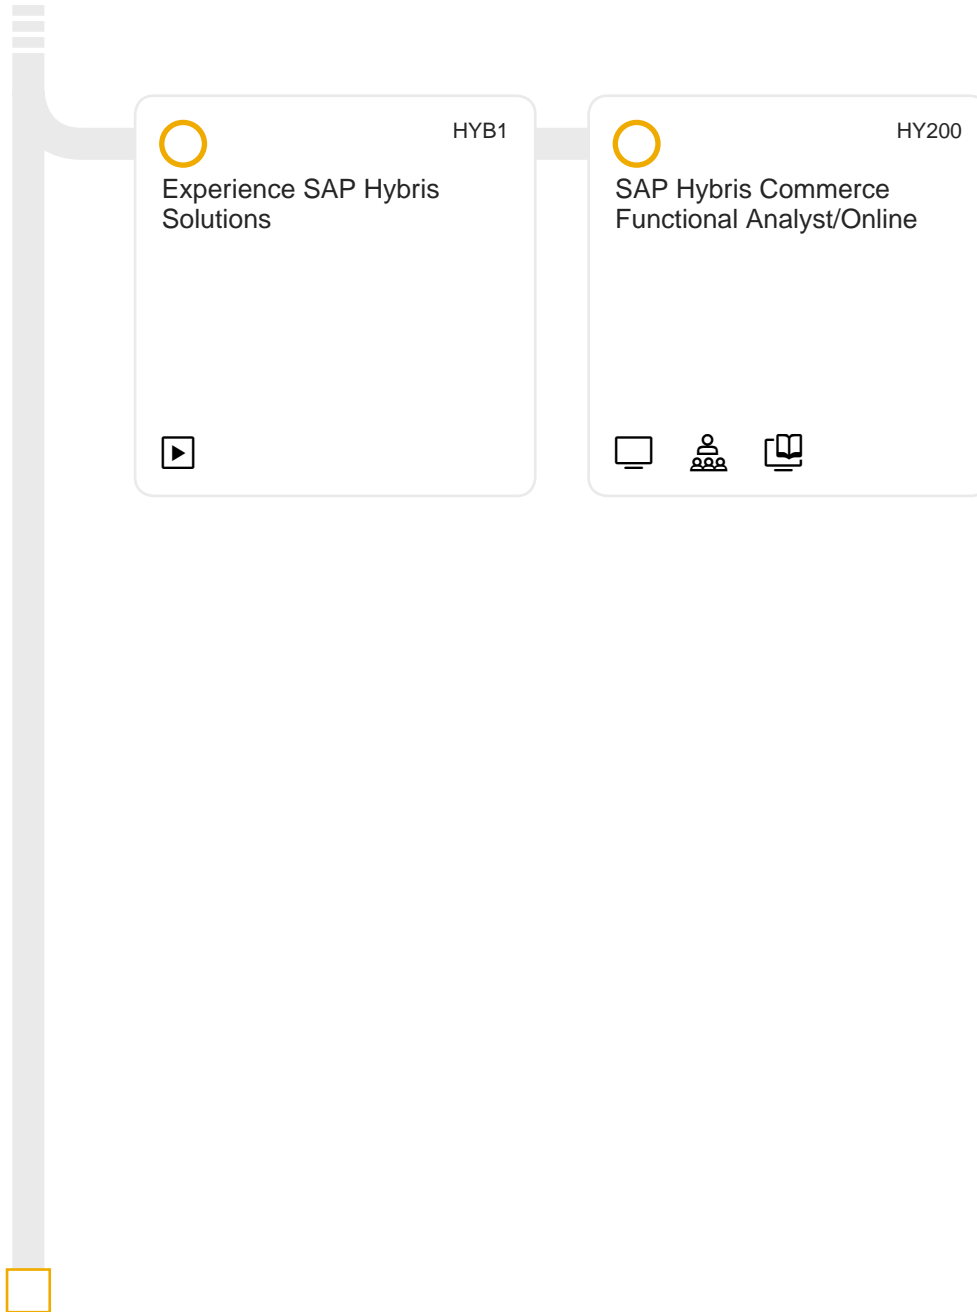 HYB1
Experience SAP Hybris
Solutions
HY200
SAP Hybris Commerce
Functional Analyst/Online